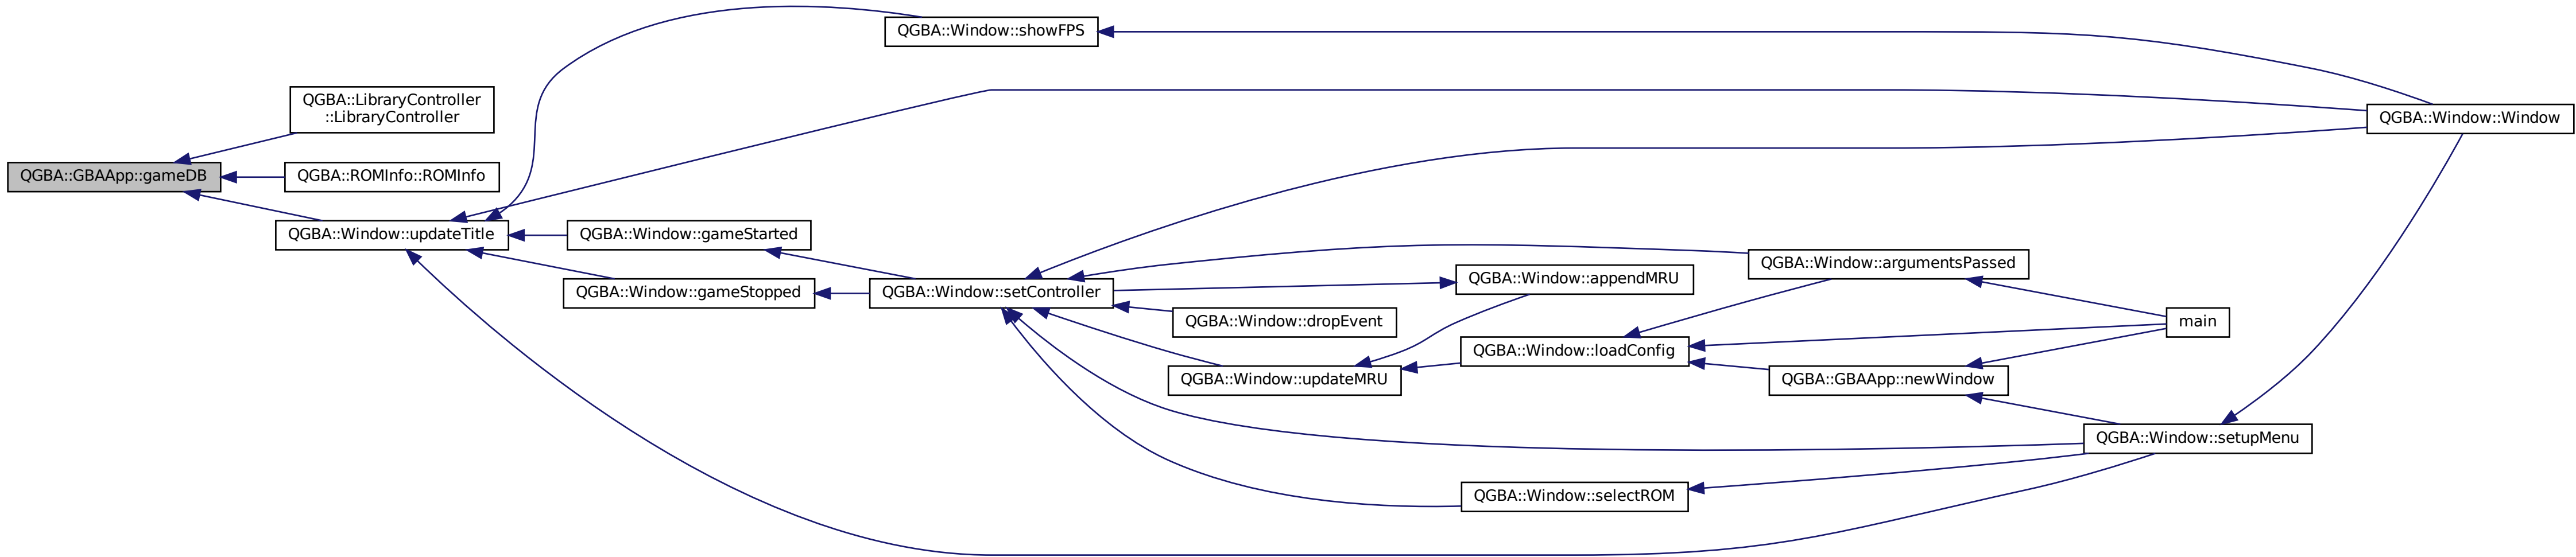 QGBA::Window::showFPS
QGBA::LibraryController
::LibraryController
QGBA::Window::Window
QGBA::GBAApp::gameDB
QGBA::ROMInfo::ROMInfo
QGBA::Window::updateTitle
QGBA::Window::gameStarted
QGBA::Window::argumentsPassed
QGBA::Window::appendMRU
QGBA::Window::gameStopped
QGBA::Window::setController
QGBA::Window::dropEvent
main
QGBA::Window::loadConfig
QGBA::Window::updateMRU
QGBA::GBAApp::newWindow
QGBA::Window::setupMenu
QGBA::Window::selectROM